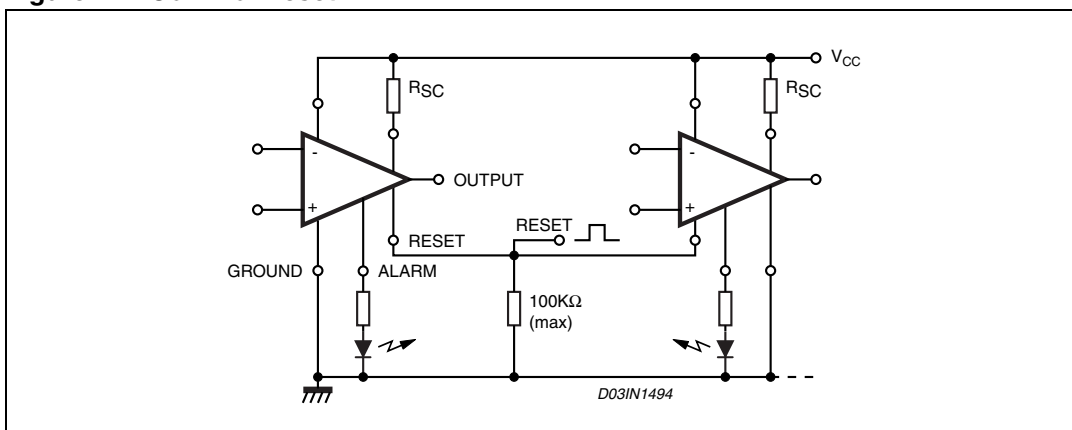 V_CC
R_SC
R_SC
-
-
OUTPUT
+
+
RESET
RESET
GROUND
ALARM
100KΩ
(max)
D03IN1494